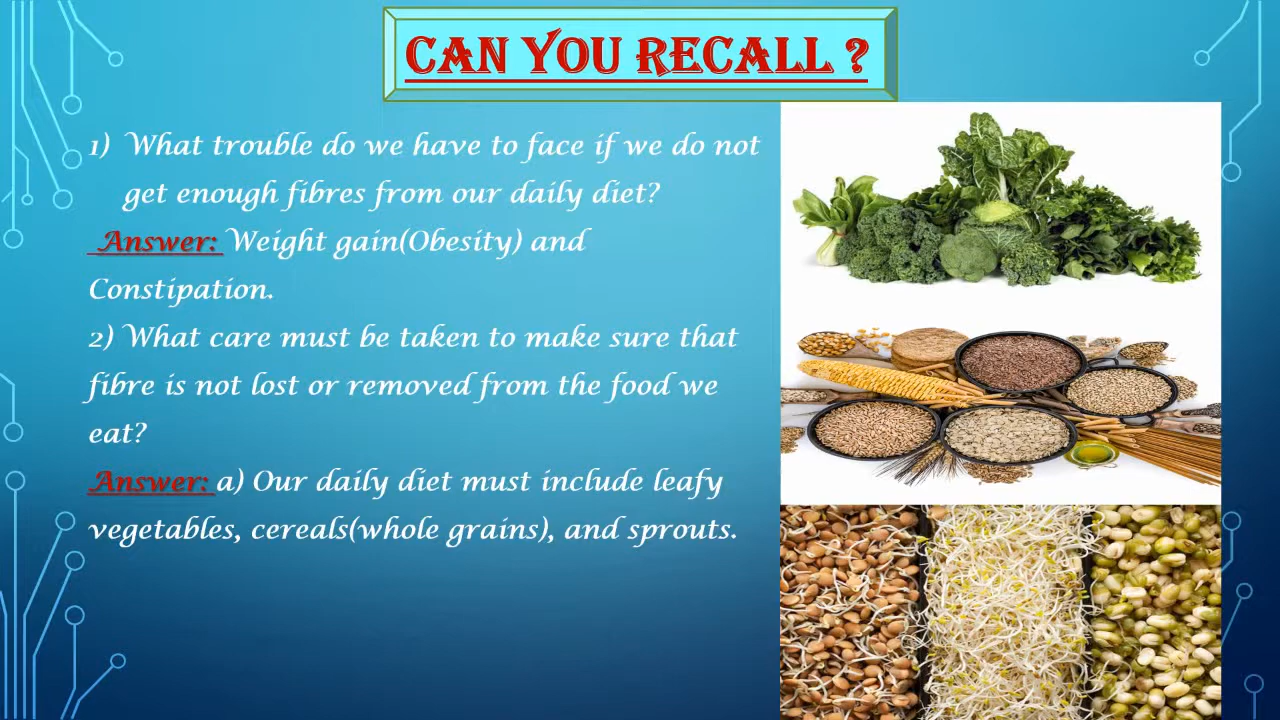 CAN YOU RECALL ?
1) What trouble do we have to face if we do not
get enough fibres from our daily diet?
Answer: Weight gain(Obesity) and
Constipation.
2) What care must be taken to make sure that
fibre is not lost or removed from the food we
eat?
Answer: a) Our daily diet must include leafy
vegetables, cereals(whole grains), and sprouts.